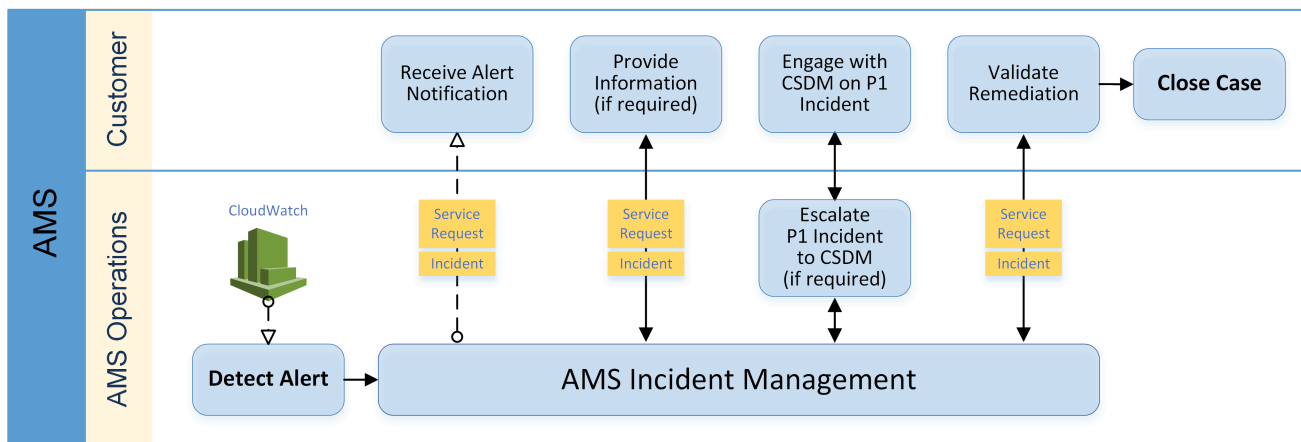 AMS
Customer
Receive Alert
Notification
Provide
Information
(if required)
Engage with
CSDM on P1
Incident
Validate
Remediation
Close Case
AMS Operations
CloudWatch
Service
Request
Incident
Service
Request
Incident
Escalate
P1 Incident
to CSDM
(if required)
Service
Request
Incident
Detect Alert
AMS Incident Management